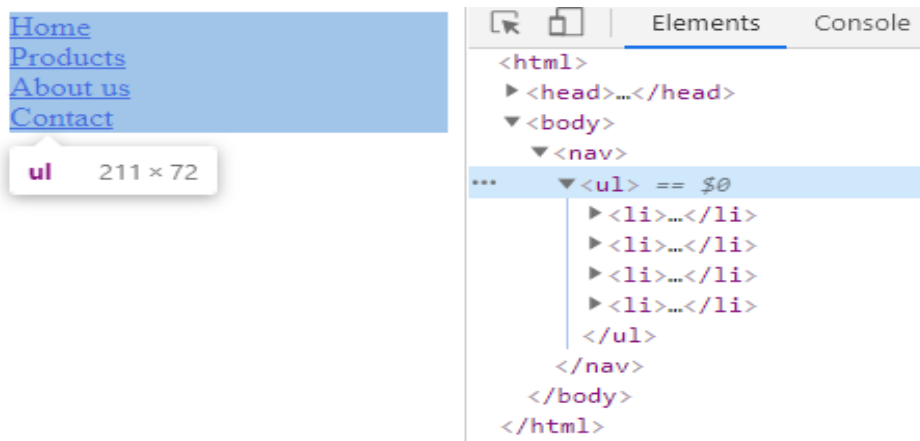 Home
Products
About us
Contact
ul 211 × 72
Elements Console
<html>
▶<head>…</head>
▼<body>
▼<nav>
… ▼<ul> == $0
▶<li>…</li>
▶<li>…</li>
▶<li>…</li>
▶<li>…</li>
</ul>
</nav>
</body>
</html>